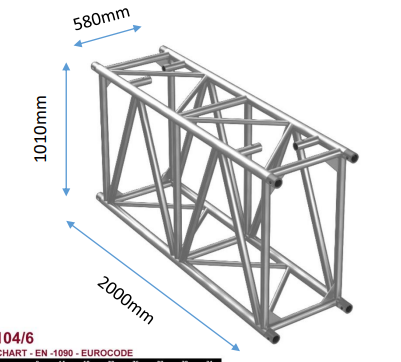 580mm
1010mm
2000mm
104/6
CHART - EN -1090 - EUROCODE